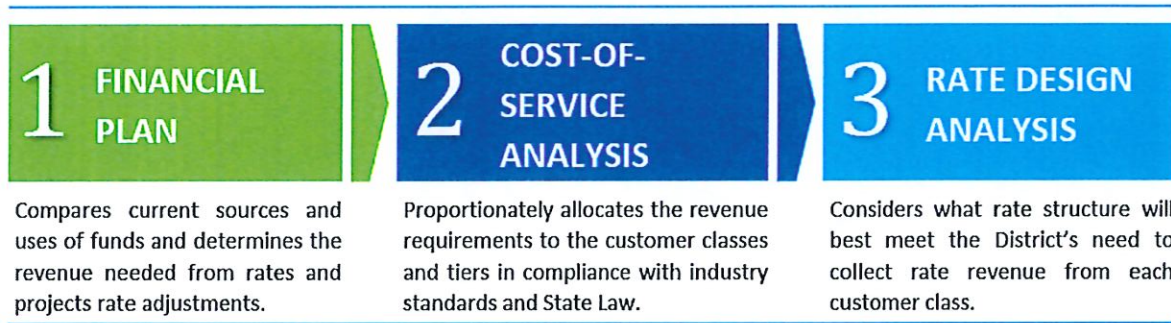 1 FINANCIAL
PLAN
Compares current sources and
uses of funds and determines the
revenue needed from rates and
projects rate adjustments.
2 COST-OF-
SERVICE
ANALYSIS
Proportionately allocates the revenue
requirements to the customer classes
and tiers in compliance with industry
standards and State Law.
3 RATE DESIGN
ANALYSIS
Considers what rate structure will
best meet the District's need to
collect rate revenue from each
customer class.